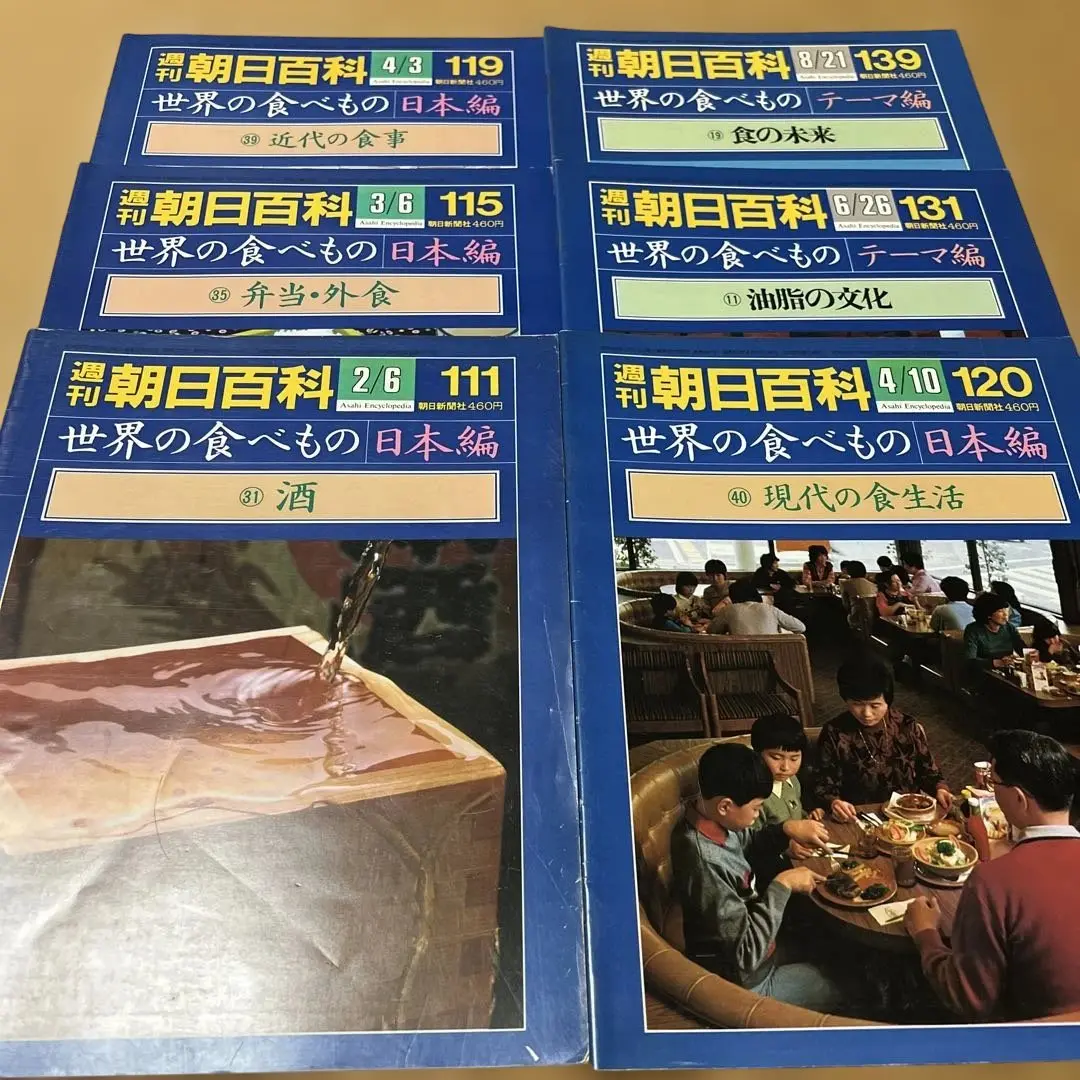 週刊 朝日百科 4/3 119
Asahi Encyclopedia 朝日新聞社 460円
世界の食べもの 日本編
㊴ 近代の食事
週刊 朝日百科 8/21 139
Asahi Encyclopedia 朝日新聞社 460円
世界の食べもの テーマ編
⑲ 食の未来
週刊 朝日百科 3/6 115
Asahi Encyclopedia 朝日新聞社 460円
世界の食べもの 日本編
㉟ 弁当・外食
週刊 朝日百科 6/26 131
Asahi Encyclopedia 朝日新聞社 460円
世界の食べもの テーマ編
⑪ 油脂の文化
週刊 朝日百科 2/6 111
Asahi Encyclopedia 朝日新聞社 460円
世界の食べもの 日本編
㉛ 酒
週刊 朝日百科 4/10 120
Asahi Encyclopedia 朝日新聞社 460円
世界の食べもの 日本編
㊵ 現代の食生活